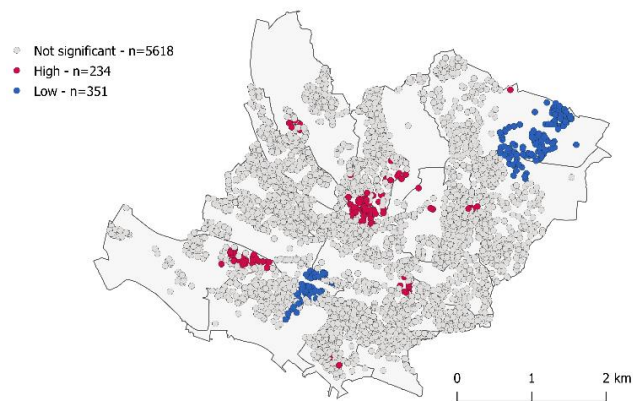 Not significant - n=5618
High - n=234
Low - n=351
0 1 2 km